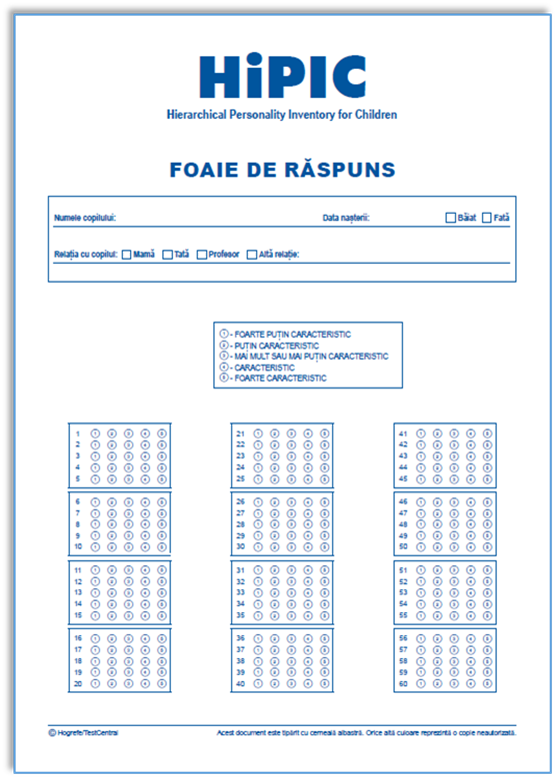 HiPIC
Hierarchical Personality Inventory for Children
FOAIE DE RĂSPUNS
Numele copilului: Data nașterii: Băiat Fată
Relația cu copilul: Mamă Tată Profesor Altă relație:
1 - FOARTE PUȚIN CARACTERISTIC
2 - PUȚIN CARACTERISTIC
3 - MAI MULT SAU MAI PUȚIN CARACTERISTIC
4 - CARACTERISTIC
5 - FOARTE CARACTERISTIC
1 1 2 3 4 5
2 1 2 3 4 5
3 1 2 3 4 5
4 1 2 3 4 5
5 1 2 3 4 5
6 1 2 3 4 5
7 1 2 3 4 5
8 1 2 3 4 5
9 1 2 3 4 5
10 1 2 3 4 5
11 1 2 3 4 5
12 1 2 3 4 5
13 1 2 3 4 5
14 1 2 3 4 5
15 1 2 3 4 5
16 1 2 3 4 5
17 1 2 3 4 5
18 1 2 3 4 5
19 1 2 3 4 5
20 1 2 3 4 5
21 1 2 3 4 5
22 1 2 3 4 5
23 1 2 3 4 5
24 1 2 3 4 5
25 1 2 3 4 5
26 1 2 3 4 5
27 1 2 3 4 5
28 1 2 3 4 5
29 1 2 3 4 5
30 1 2 3 4 5
31 1 2 3 4 5
32 1 2 3 4 5
33 1 2 3 4 5
34 1 2 3 4 5
35 1 2 3 4 5
36 1 2 3 4 5
37 1 2 3 4 5
38 1 2 3 4 5
39 1 2 3 4 5
40 1 2 3 4 5
41 1 2 3 4 5
42 1 2 3 4 5
43 1 2 3 4 5
44 1 2 3 4 5
45 1 2 3 4 5
46 1 2 3 4 5
47 1 2 3 4 5
48 1 2 3 4 5
49 1 2 3 4 5
50 1 2 3 4 5
51 1 2 3 4 5
52 1 2 3 4 5
53 1 2 3 4 5
54 1 2 3 4 5
55 1 2 3 4 5
56 1 2 3 4 5
57 1 2 3 4 5
58 1 2 3 4 5
59 1 2 3 4 5
60 1 2 3 4 5
© Hogrefe/TestCentral Acest document este tipărit cu cerneală albastră. Orice altă culoare reprezintă o copie neautorizată.